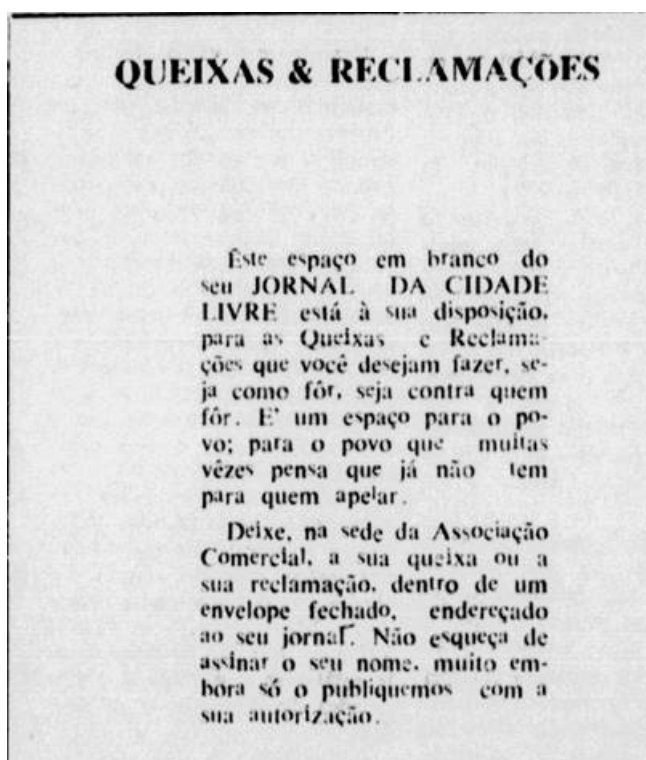 QUEIXAS & RECLAMAÇÕES
Êste espaço em branco do
seu JORNAL DA CIDADE
LIVRE está à sua disposição,
para as Queixas e Reclama-
ções que você desejam fazer, se-
ja como fôr, seja contra quem
fôr. E' um espaço para o po-
vo; para o povo que muitas
vêzes pensa que já não tem
para quem apelar.
Deixe, na sede da Associação
Comercial, a sua queixa ou a
sua reclamação, dentro de um
envelope fechado, endereçado
ao seu jornal. Não esqueça de
assinar o seu nome, muito em-
bora só o publiquemos com a
sua autorização.